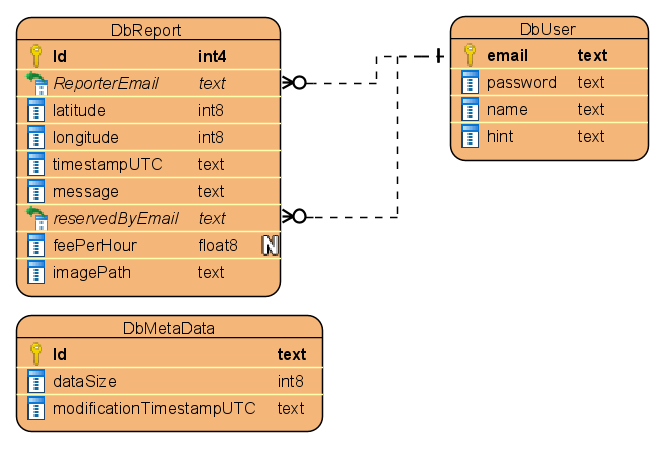 DbReport
Id int4
ReporterEmail text
latitude int8
longitude int8
timestampUTC text
message text
reservedByEmail text
feePerHour float8 N
imagePath text
DbUser
email text
password text
name text
hint text
DbMetaData
Id text
dataSize int8
modificationTimestampUTC text